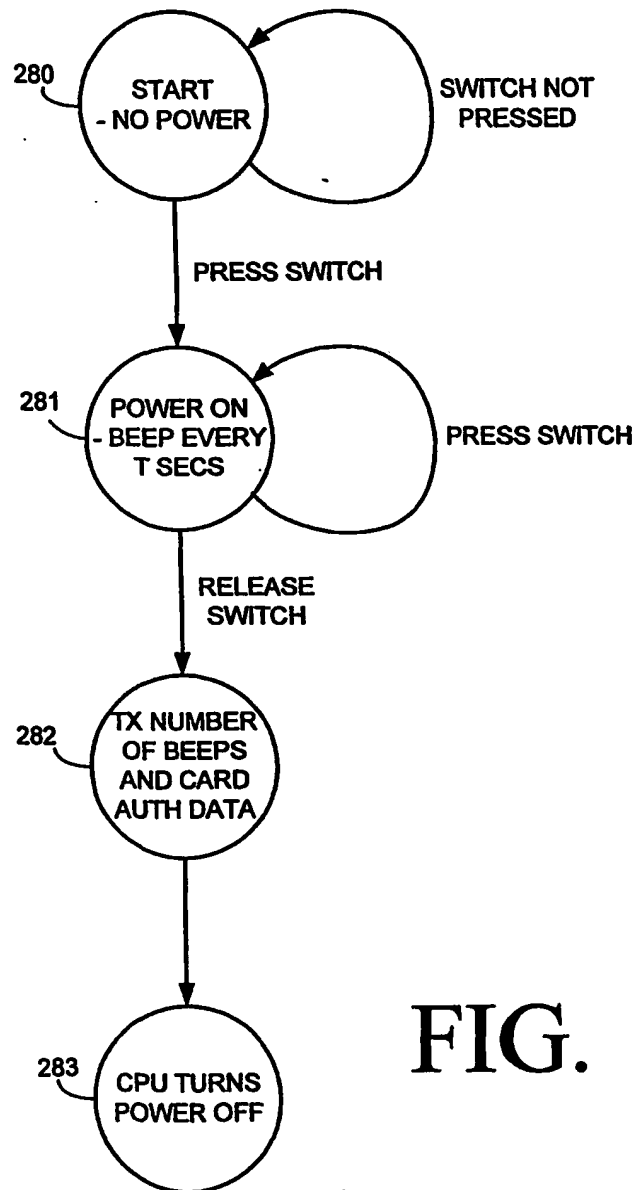 280
START
- NO POWER
SWITCH NOT
PRESSED
PRESS SWITCH
281
POWER ON
- BEEP EVERY
T SECS
PRESS SWITCH
RELEASE
SWITCH
282
TX NUMBER
OF BEEPS
AND CARD
AUTH DATA
283
CPU TURNS
POWER OFF
FIG.